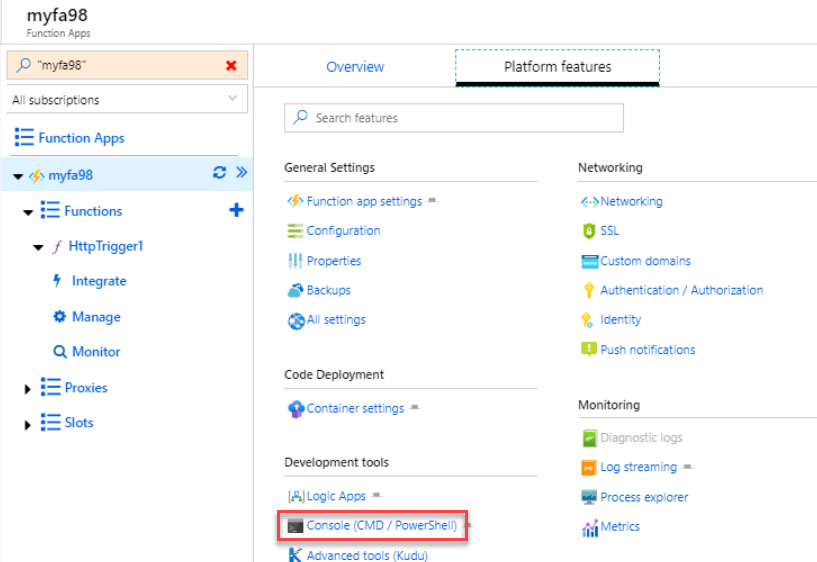 myfa98
Function Apps
"myfa98"
All subscriptions
Function Apps
myfa98
Functions
HttpTrigger1
Integrate
Manage
Monitor
Proxies
Slots
Overview
Platform features
Search features
General Settings
Function app settings
Configuration
Properties
Backups
All settings
Code Deployment
Container settings
Development tools
Logic Apps
Console (CMD / PowerShell)
Advanced tools (Kudu)
Networking
Networking
SSL
Custom domains
Authentication / Authorization
Identity
Push notifications
Monitoring
Diagnostic logs
Log streaming
Process explorer
Metrics